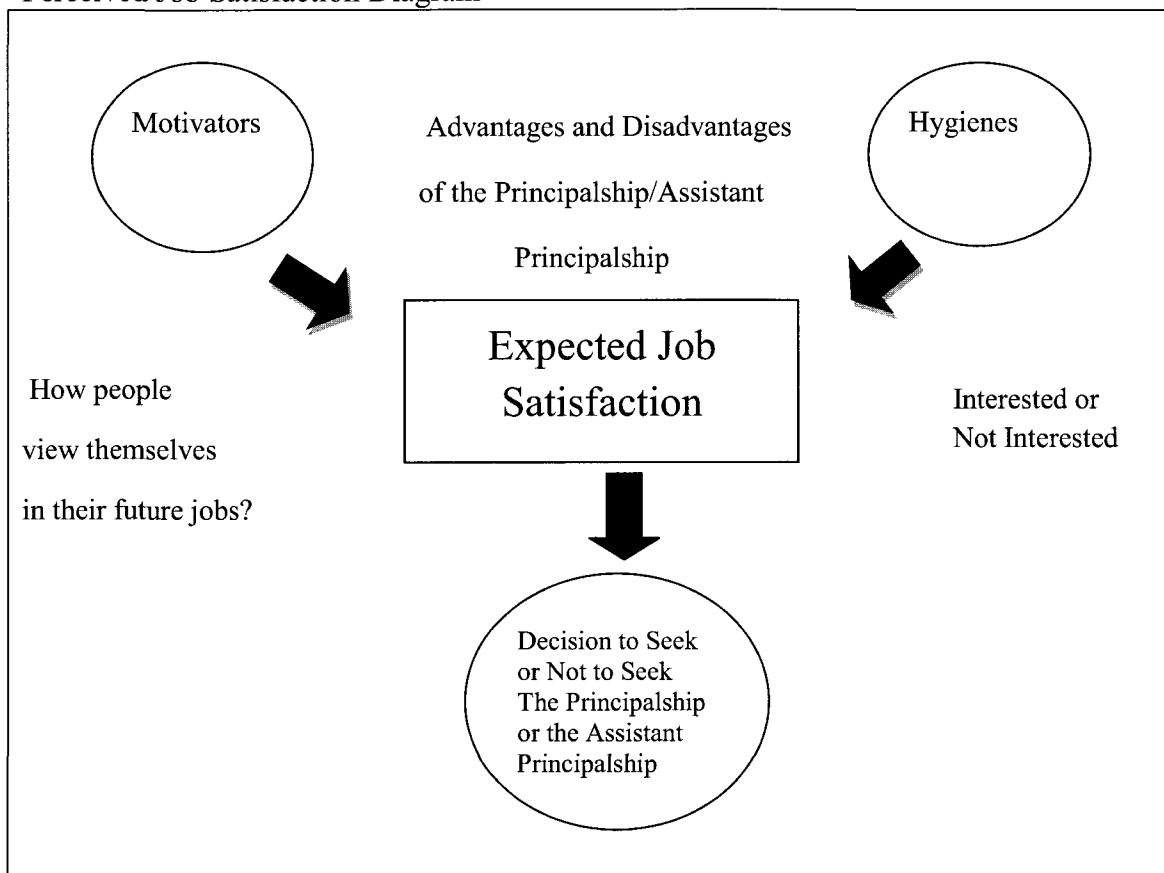 Perceived Job Satisfaction Diagram
Motivators
Advantages and Disadvantages
of the Principalship/Assistant
Principalship
Hygienes
Expected Job
Satisfaction
How people
view themselves
in their future jobs?
Interested or
Not Interested
Decision to Seek
or Not to Seek
The Principalship
or the Assistant
Principalship